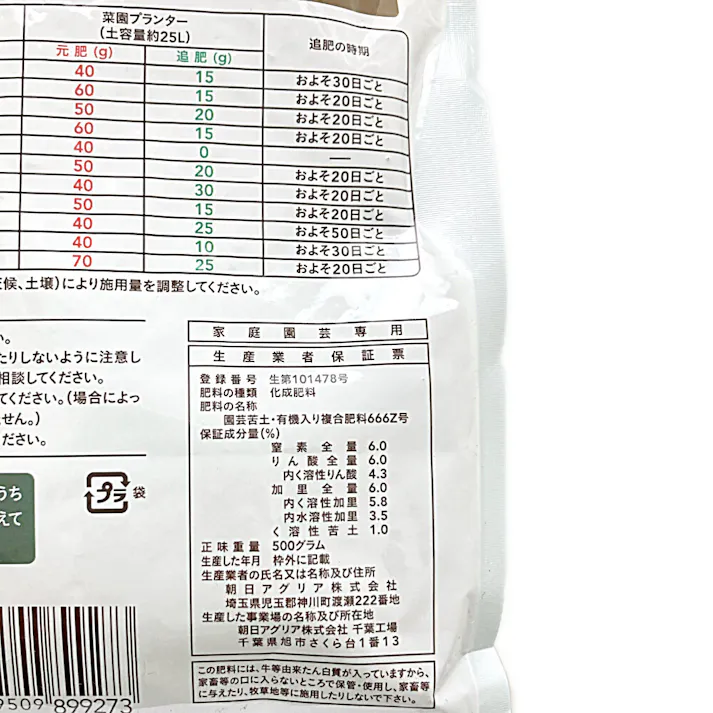 菜園プランター
(土容量約25L)
追肥の時期
元肥(g) 追肥(g)
40 15 およそ30日ごと
60 15 およそ20日ごと
50 20 およそ20日ごと
60 15 およそ20日ごと
40 0 —
50 20 およそ20日ごと
40 30 およそ20日ごと
50 15 およそ20日ごと
40 25 およそ50日ごと
40 10 およそ30日ごと
70 25 およそ20日ごと
候、土壌)により施用量を調整してください。
い。
たりしないように注意し
相談してください。
てください。(場合によっ
せん。)
ださい。
うち
えて
プラ 袋
9509 899273
家庭園芸専用
生産業者保証票
登録番号 生第101478号
肥料の種類 化成肥料
肥料の名称
園芸苦土・有機入り複合肥料666Z号
保証成分量(%)
窒素全量 6.0
りん酸全量 6.0
内く溶性りん酸 4.3
加里全量 6.0
内く溶性加里 5.8
内水溶性加里 3.5
く溶性苦土 1.0
正味重量 500グラム
生産した年月 枠外に記載
生産業者の氏名又は名称及び住所
朝日アグリア株式会社
埼玉県児玉郡神川町渡瀬222番地
生産した事業場の名称及び所在地
朝日アグリア株式会社 千葉工場
千葉県旭市さくら台1番13
この肥料には、牛等由来たん白質が入っていますから、
家畜等の口に入らないところで保管・使用し、家畜等
に与えたり、牧草地等に施用したりしないで下さい。